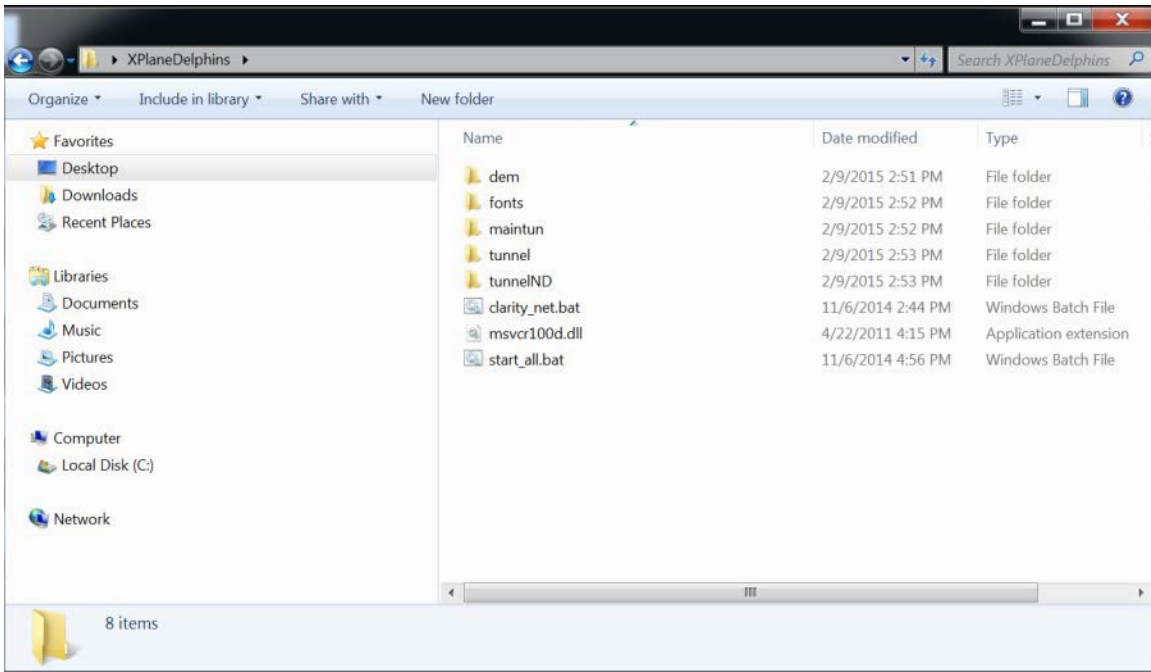 XPlaneDelphins
Search XPlaneDelphins
Organize Include in library Share with New folder
Favorites
Desktop
Downloads
Recent Places
Libraries
Documents
Music
Pictures
Videos
Computer
Local Disk (C:)
Network
Name Date modified Type
dem 2/9/2015 2:51 PM File folder
fonts 2/9/2015 2:52 PM File folder
maintun 2/9/2015 2:52 PM File folder
tunnel 2/9/2015 2:53 PM File folder
tunnelND 2/9/2015 2:53 PM File folder
clarity_net.bat 11/6/2014 2:44 PM Windows Batch File
msvcr100d.dll 4/22/2011 4:15 PM Application extension
start_all.bat 11/6/2014 4:56 PM Windows Batch File
8 items